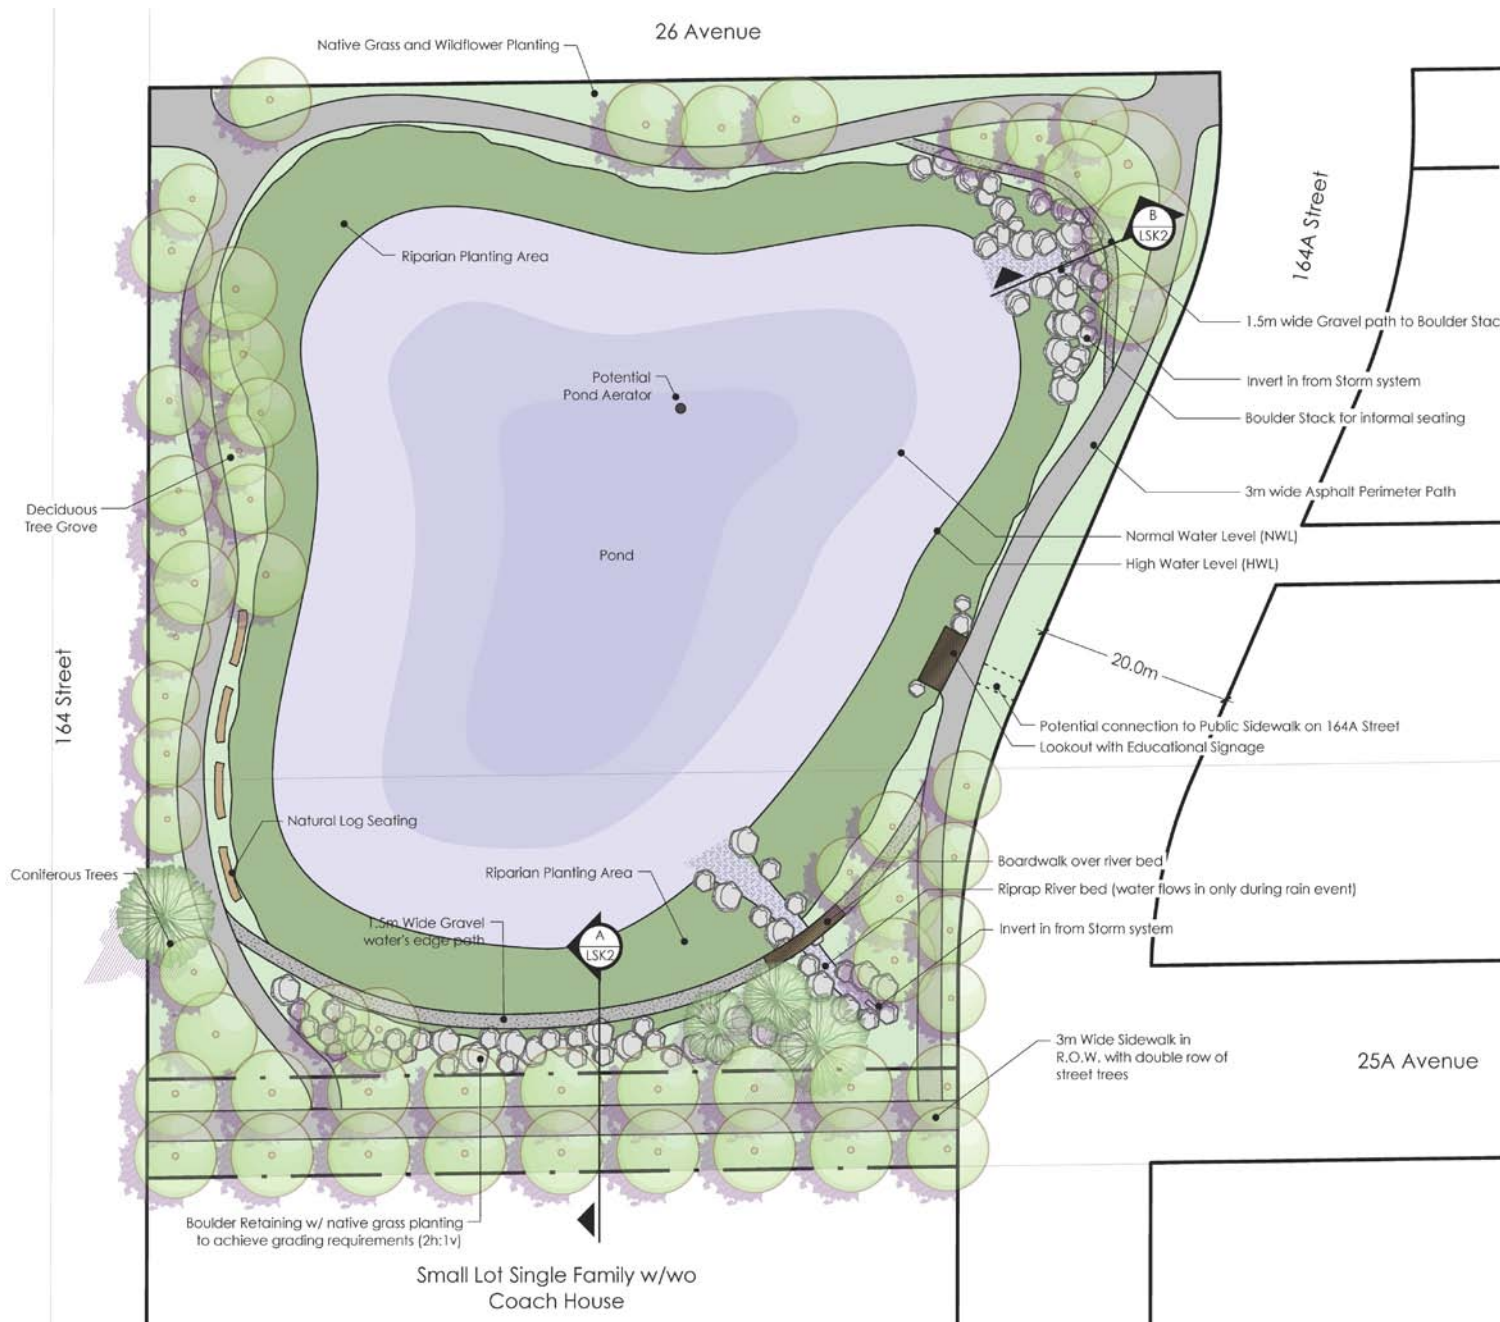 26 Avenue
Native Grass and Wildflower Planting
164A Street
B
LSK2
Riparian Planting Area
1.5m wide Gravel path to Boulder Stac
Invert in from Storm system
Boulder Stack for informal seating
Potential
Pond Aerator
3m wide Asphalt Perimeter Path
Deciduous
Tree Grove
Normal Water Level (NWL)
High Water Level (HWL)
Pond
164 Street
20.0m
Potential connection to Public Sidewalk on 164A Street
Lookout with Educational Signage
Natural Log Seating
Coniferous Trees
Riparian Planting Area
Boardwalk over river bed
Riprap River bed (water flows in only during rain event)
Invert in from Storm system
1.5m Wide Gravel
water's edge path
A
LSK2
3m Wide Sidewalk in
R.O.W. with double row of
street trees
25A Avenue
Boulder Retaining w/ native grass planting
to achieve grading requirements (2h:1v)
Small Lot Single Family w/wo
Coach House